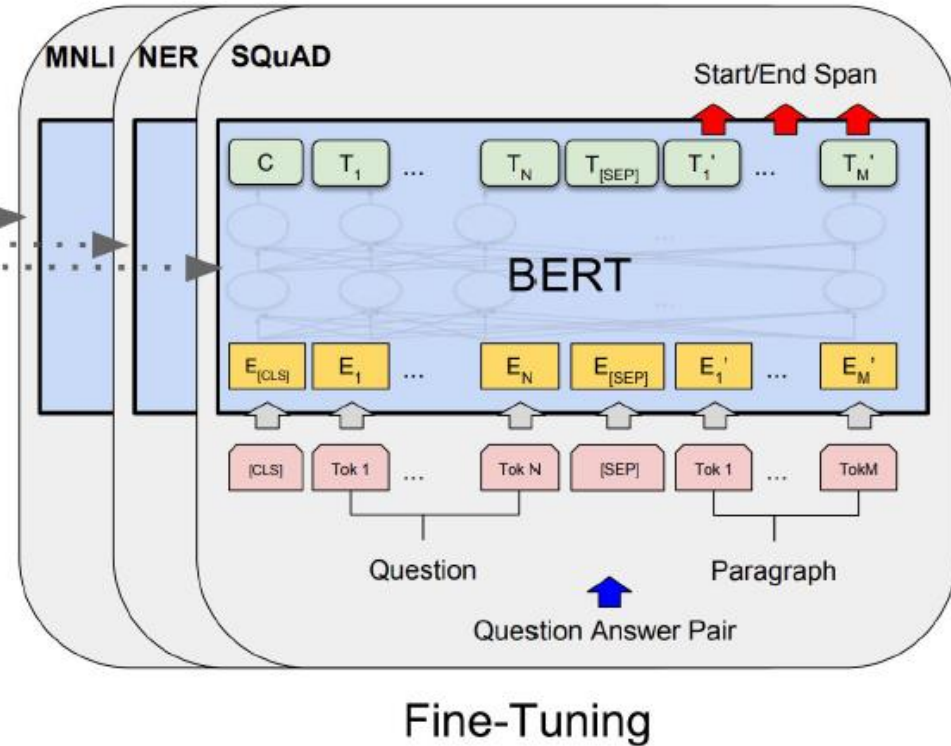 MNLI NER SQuAD
Start/End Span
C T1 ... TN T[SEP] T1' ... TM'
BERT
E[CLS] E1 ... EN E[SEP] E1' ... EM'
[CLS] Tok 1 ... Tok N [SEP] Tok 1 ... TokM
Question Paragraph
Question Answer Pair
Fine-Tuning